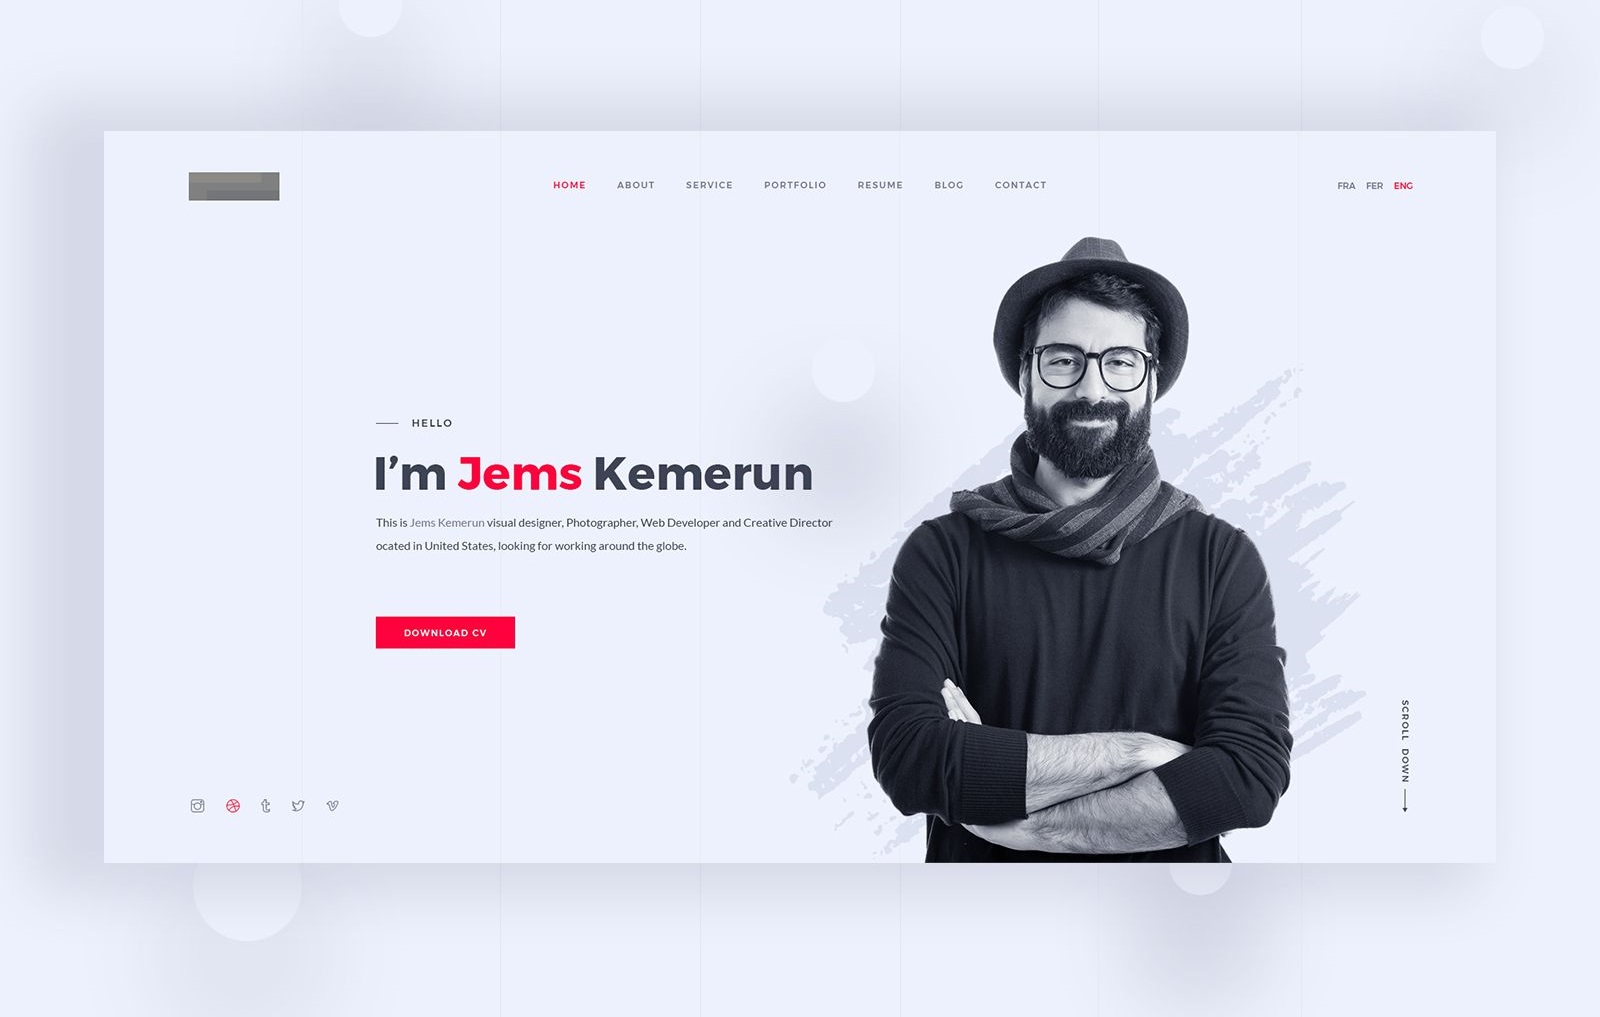 HOME ABOUT SERVICE PORTFOLIO RESUME BLOG CONTACT
FRA FER ENG
HELLO
I’m Jems Kemerun
This is Jems Kemerun visual designer, Photographer, Web Developer and Creative Director
ocated in United States, looking for working around the globe.
DOWNLOAD CV
SCROLL DOWN